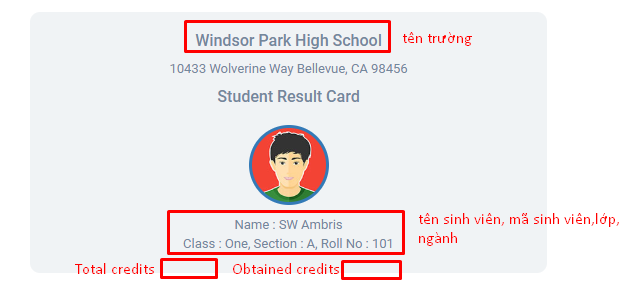 Windsor Park High School tên trường
10433 Wolverine Way Bellevue, CA 98456
Student Result Card
Name : SW Ambris
tên sinh viên, mã sinh viên,lớp,
Class : One, Section : A, Roll No : 101
ngành
Total credits Obtained credits